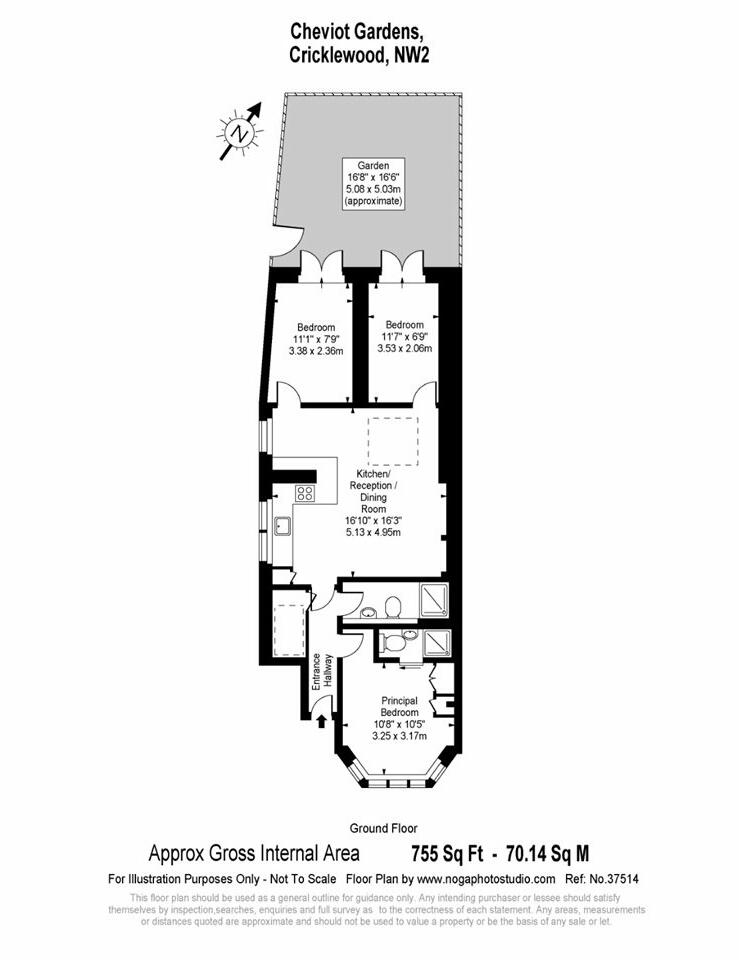 Cheviot Gardens,
Cricklewood, NW2
N
Garden
16'8" x 16'6"
5.08 x 5.03m
(approximate)
Bedroom
11'1" x 7'9"
3.38 x 2.36m
Bedroom
11'7" x 6'9"
3.53 x 2.06m
Kitchen/
Reception /
Dining
Room
16'10" x 16'3"
5.13 x 4.95m
Entrance
Hallway
Principal
Bedroom
10'8" x 10'5"
3.25 x 3.17m
Ground Floor
Approx Gross Internal Area 755 Sq Ft - 70.14 Sq M
For Illustration Purposes Only - Not To Scale Floor Plan by www.nogaphotostudio.com Ref: No.37514
This floor plan should be used as a general outline for guidance only. Any intending purchaser or lessee should satisfy
themselves by inspection,searches, enquiries and full survey as to the correctness of each statement. Any areas, measurements
or distances quoted are approximate and should not be used to value a property or be the basis of any sale or let.